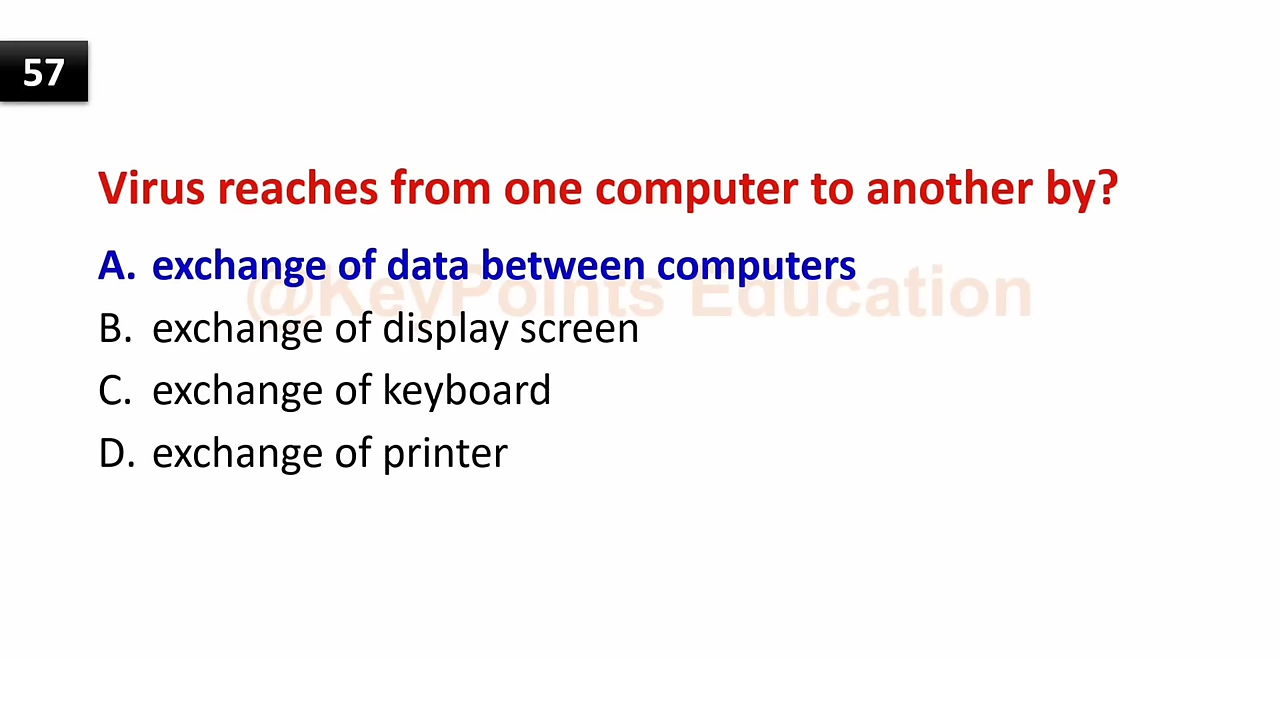 57
Virus reaches from one computer to another by?
A. exchange of data between computers
@KeyPoints Education
B. exchange of display screen
C. exchange of keyboard
D. exchange of printer